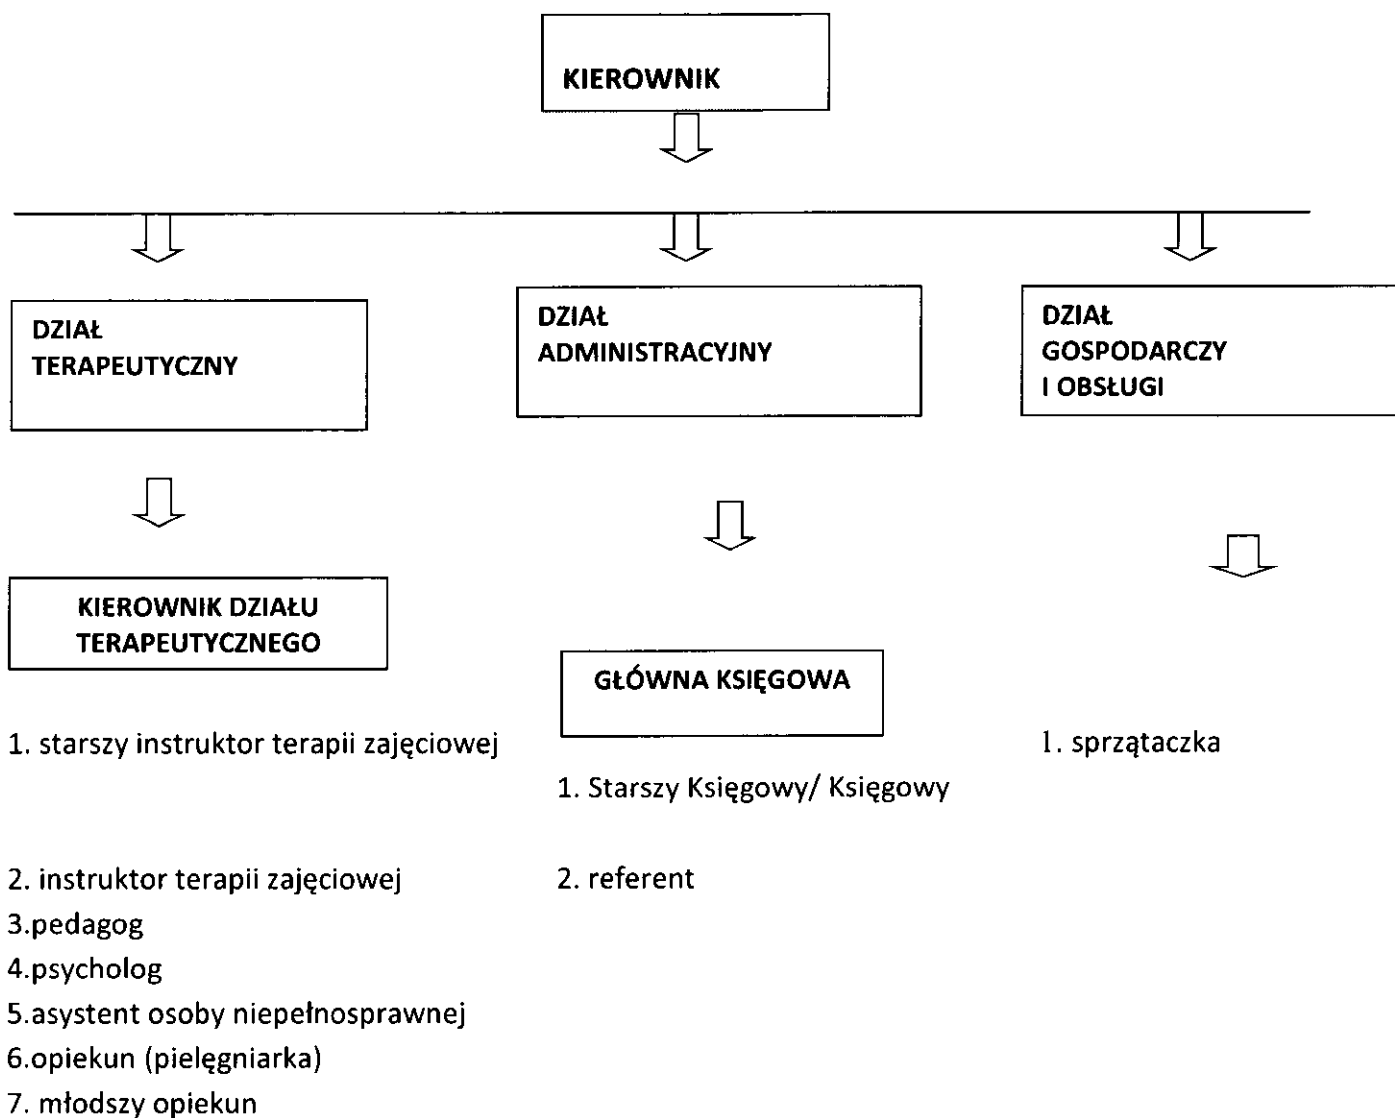 KIEROWNIK
DZIAŁ
TERAPEUTYCZNY
DZIAŁ
ADMINISTRACYJNY
DZIAŁ
GOSPODARCZY
I OBSŁUGI
KIEROWNIK DZIAŁU
TERAPEUTYCZNEGO
GŁÓWNA KSIĘGOWA
1. starszy instruktor terapii zajęciowej
2. instruktor terapii zajęciowej
3.pedagog
4.psycholog
5.asystent osoby niepełnosprawnej
6.opiekun (pielęgniarka)
7. młodszy opiekun
1. Starszy Księgowy/ Księgowy
2. referent
1. sprzątaczka